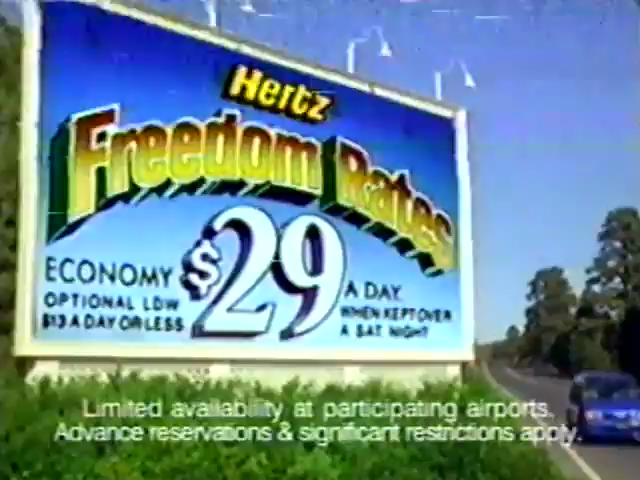 Hertz
Freedom Rates
$29
ECONOMY
OPTIONAL LDW
$13 A DAY OR LESS
A DAY
WHEN KEPT OVER
A SAT. NIGHT
Limited availability at participating airports.
Advance reservations & significant restrictions apply.